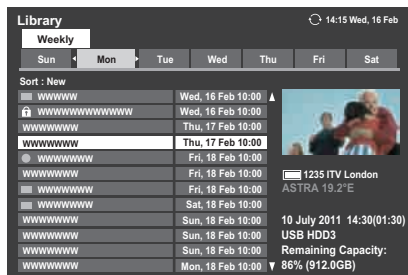 Library
14:15 Wed, 16 Feb
Weekly
Sun Mon Tue Wed Thu Fri Sat
Sort : New
wwwwww Wed, 16 Feb 10:00
wwwwwwwwwwwww Wed, 16 Feb 10:00
wwwwwwww Thu, 17 Feb 10:00
wwwwwwww Thu, 17 Feb 10:00
wwwwwwww Fri, 18 Feb 10:00
wwwwwwww Fri, 18 Feb 10:00
wwwwwwww Fri, 18 Feb 10:00
wwwwwwww Sat, 18 Feb 10:00
wwwwwwww Sun, 18 Feb 10:00
wwwwwwww Sun, 18 Feb 10:00
wwwwwwww Sun, 18 Feb 10:00
wwwwwwww Mon, 18 Feb 10:00
1235 ITV London
ASTRA 19.2°E
10 July 2011 14:30(01:30)
USB HDD3
Remaining Capacity:
86% (912.0GB)